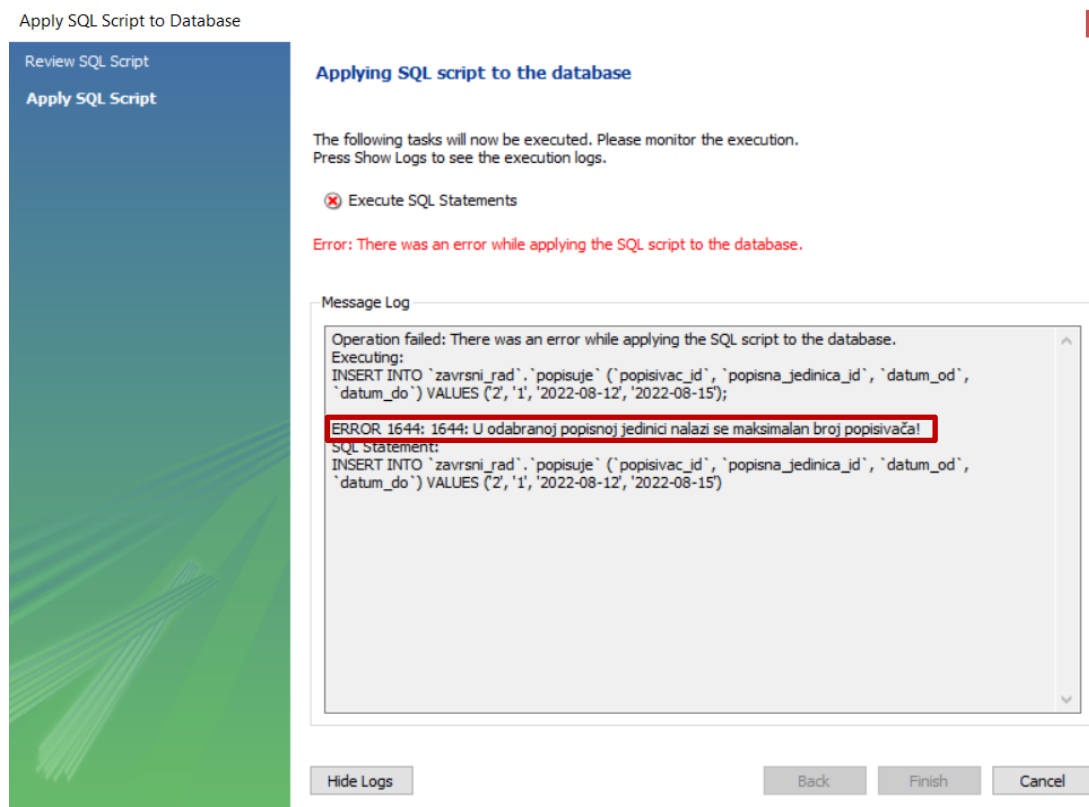 Apply SQL Script to Database
Review SQL Script
Apply SQL Script
Applying SQL script to the database
The following tasks will now be executed. Please monitor the execution.
Press Show Logs to see the execution logs.
Execute SQL Statements
Error: There was an error while applying the SQL script to the database.
Message Log
Operation failed: There was an error while applying the SQL script to the database.
Executing:
INSERT INTO `zavrsni_rad`.`popisuje` (`popisivac_id`, `popisna_jedinica_id`, `datum_od`,
`datum_do`) VALUES ('2', '1', '2022-08-12', '2022-08-15');
ERROR 1644: 1644: U odabranoj popisnoj jedinici nalazi se maksimalan broj popisivača!
SQL Statement:
INSERT INTO `zavrsni_rad`.`popisuje` (`popisivac_id`, `popisna_jedinica_id`, `datum_od`,
`datum_do`) VALUES ('2', '1', '2022-08-12', '2022-08-15')
Hide Logs
Back
Finish
Cancel